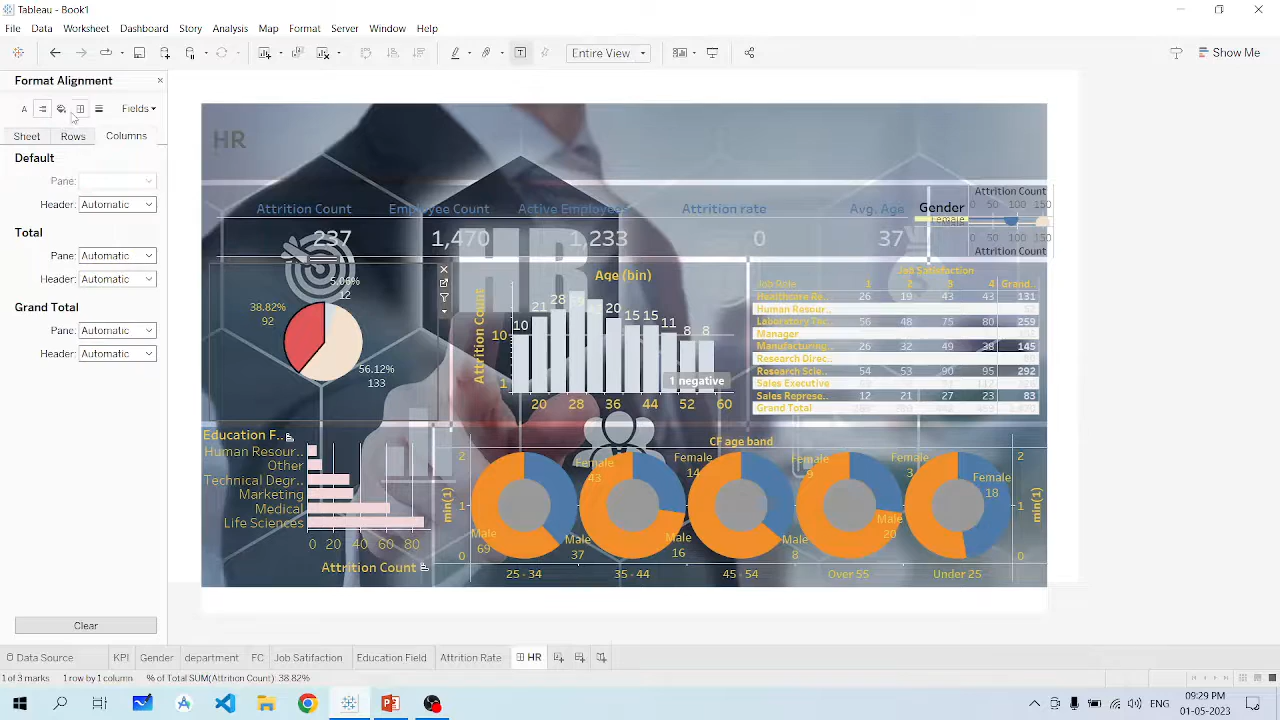 Tableau - Book1
File Data Worksheet Dashboard Story Analysis Map Format Server Window Help
Entire View
Show Me
Format Alignment
Fields
Sheet Rows Columns
Default
Pane:
Header: Automatic
Total
Pane: Automatic
Header: Automatic
Grand Total
Pane: Automatic
Header: Automatic
Clear
HR
HR
Attrition Count Employee Count Active Employees Attrition rate Avg. Age
237 1,470 1,233 0 37
Gender
Female
Attrition Count
0 50 100 150
0 50 100 150
Attrition Count
5.06%
12
38.82%
92
56.12%
133
Age (bin)
Attrition Count
10
1
10 21 28 20 15 15 11 8 8
1 negative
20 28 36 44 52 60
Job Satisfaction
Job Role 1 2 3 4 Grand..
Healthcare Re.. 26 19 43 43 131
Human Resour..
Laboratory Tec.. 56 48 75 80 259
Manager
Manufacturing.. 26 32 49 38 145
Research Direc..
Research Scie.. 54 53 90 95 292
Sales Executive
Sales Represe.. 12 21 27 23 83
Grand Total
Education F..
Human Resour..
Other
Technical Degr..
Marketing
Medical
Life Sciences
0 20 40 60 80
Attrition Count
CF age band
min(1)
2
1
0
Female
43
Female
14
Female
9
Female
3
Female
18
Male
69
Male
37
Male
16
Male
8
Male
20
2
1
0
min(1)
25 - 34 35 - 44 45 - 54 Over 55 Under 25
Data Source KPI Gender department FC Job Satifaction Education Field Attrition Rate HR
1 of 3 marks 1 row by 1 column % of Total SUM(Attrition Count): 38.82%
ENG
09:29 PM
01-05-2023